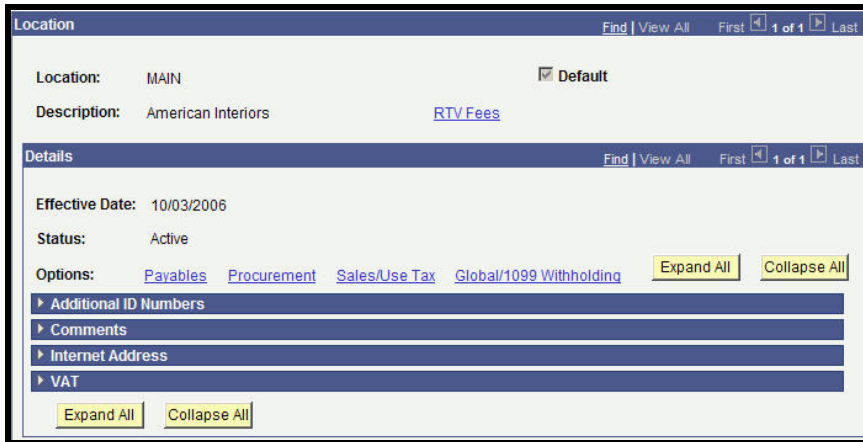 Location Find | View All First 1 of 1 Last
Location: MAIN Default
Description: American Interiors RTV Fees
Details Find | View All First 1 of 1 Last
Effective Date: 10/03/2006
Status: Active
Options: Payables Procurement Sales/Use Tax Global/1099 Withholding Expand All Collapse All
Additional ID Numbers
Comments
Internet Address
VAT
Expand All Collapse All